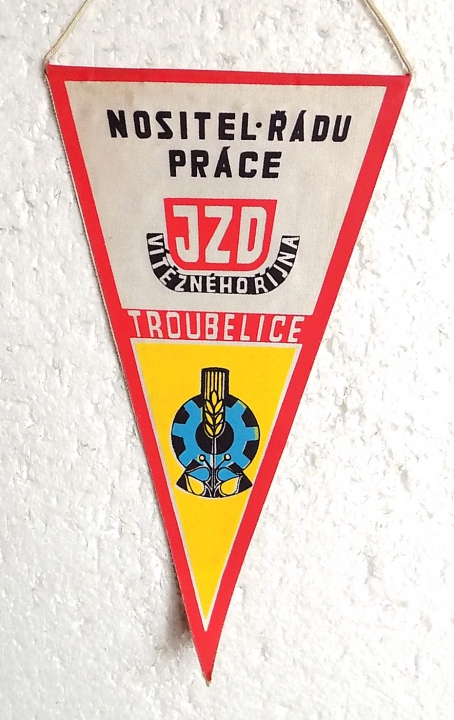 NOSITEL·ŘÁDU
PRÁCE
JZD
VÍTĚZNÉHO ŘÍJNA
TROUBELICE